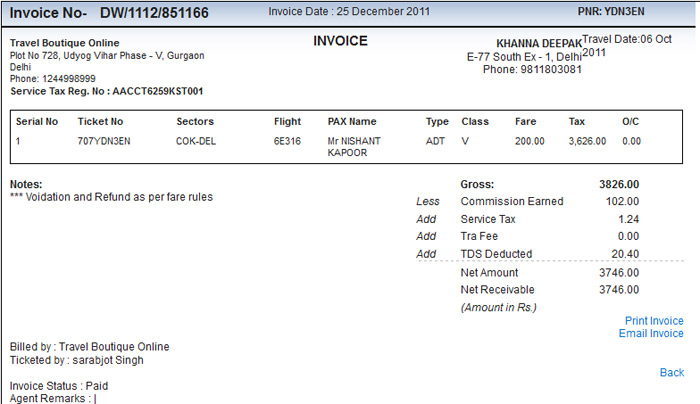 Invoice No- DW/1112/851166 Invoice Date : 25 December 2011 PNR: YDN3EN
Travel Boutique Online
Plot No 728, Udyog Vihar Phase - V, Gurgaon
Delhi
Phone: 1244998999
Service Tax Reg. No : AACCT6259KST001
INVOICE
KHANNA DEEPAK
E-77 South Ex - 1, Delhi
Phone: 9811803081
Travel Date:06 Oct
2011
Serial No Ticket No Sectors Flight PAX Name Type Class Fare Tax O/C
1 707YDN3EN COK-DEL 6E316 Mr NISHANT ADT V 200.00 3,626.00 0.00
KAPOOR
Notes:
*** Voidation and Refund as per fare rules
Gross: 3826.00
Less Commission Earned 102.00
Add Service Tax 1.24
Add Tra Fee 0.00
Add TDS Deducted 20.40
Net Amount 3746.00
Net Receivable 3746.00
(Amount in Rs.)
Print Invoice
Email Invoice
Billed by : Travel Boutique Online
Ticketed by : sarabjot Singh
Back
Invoice Status : Paid
Agent Remarks : |